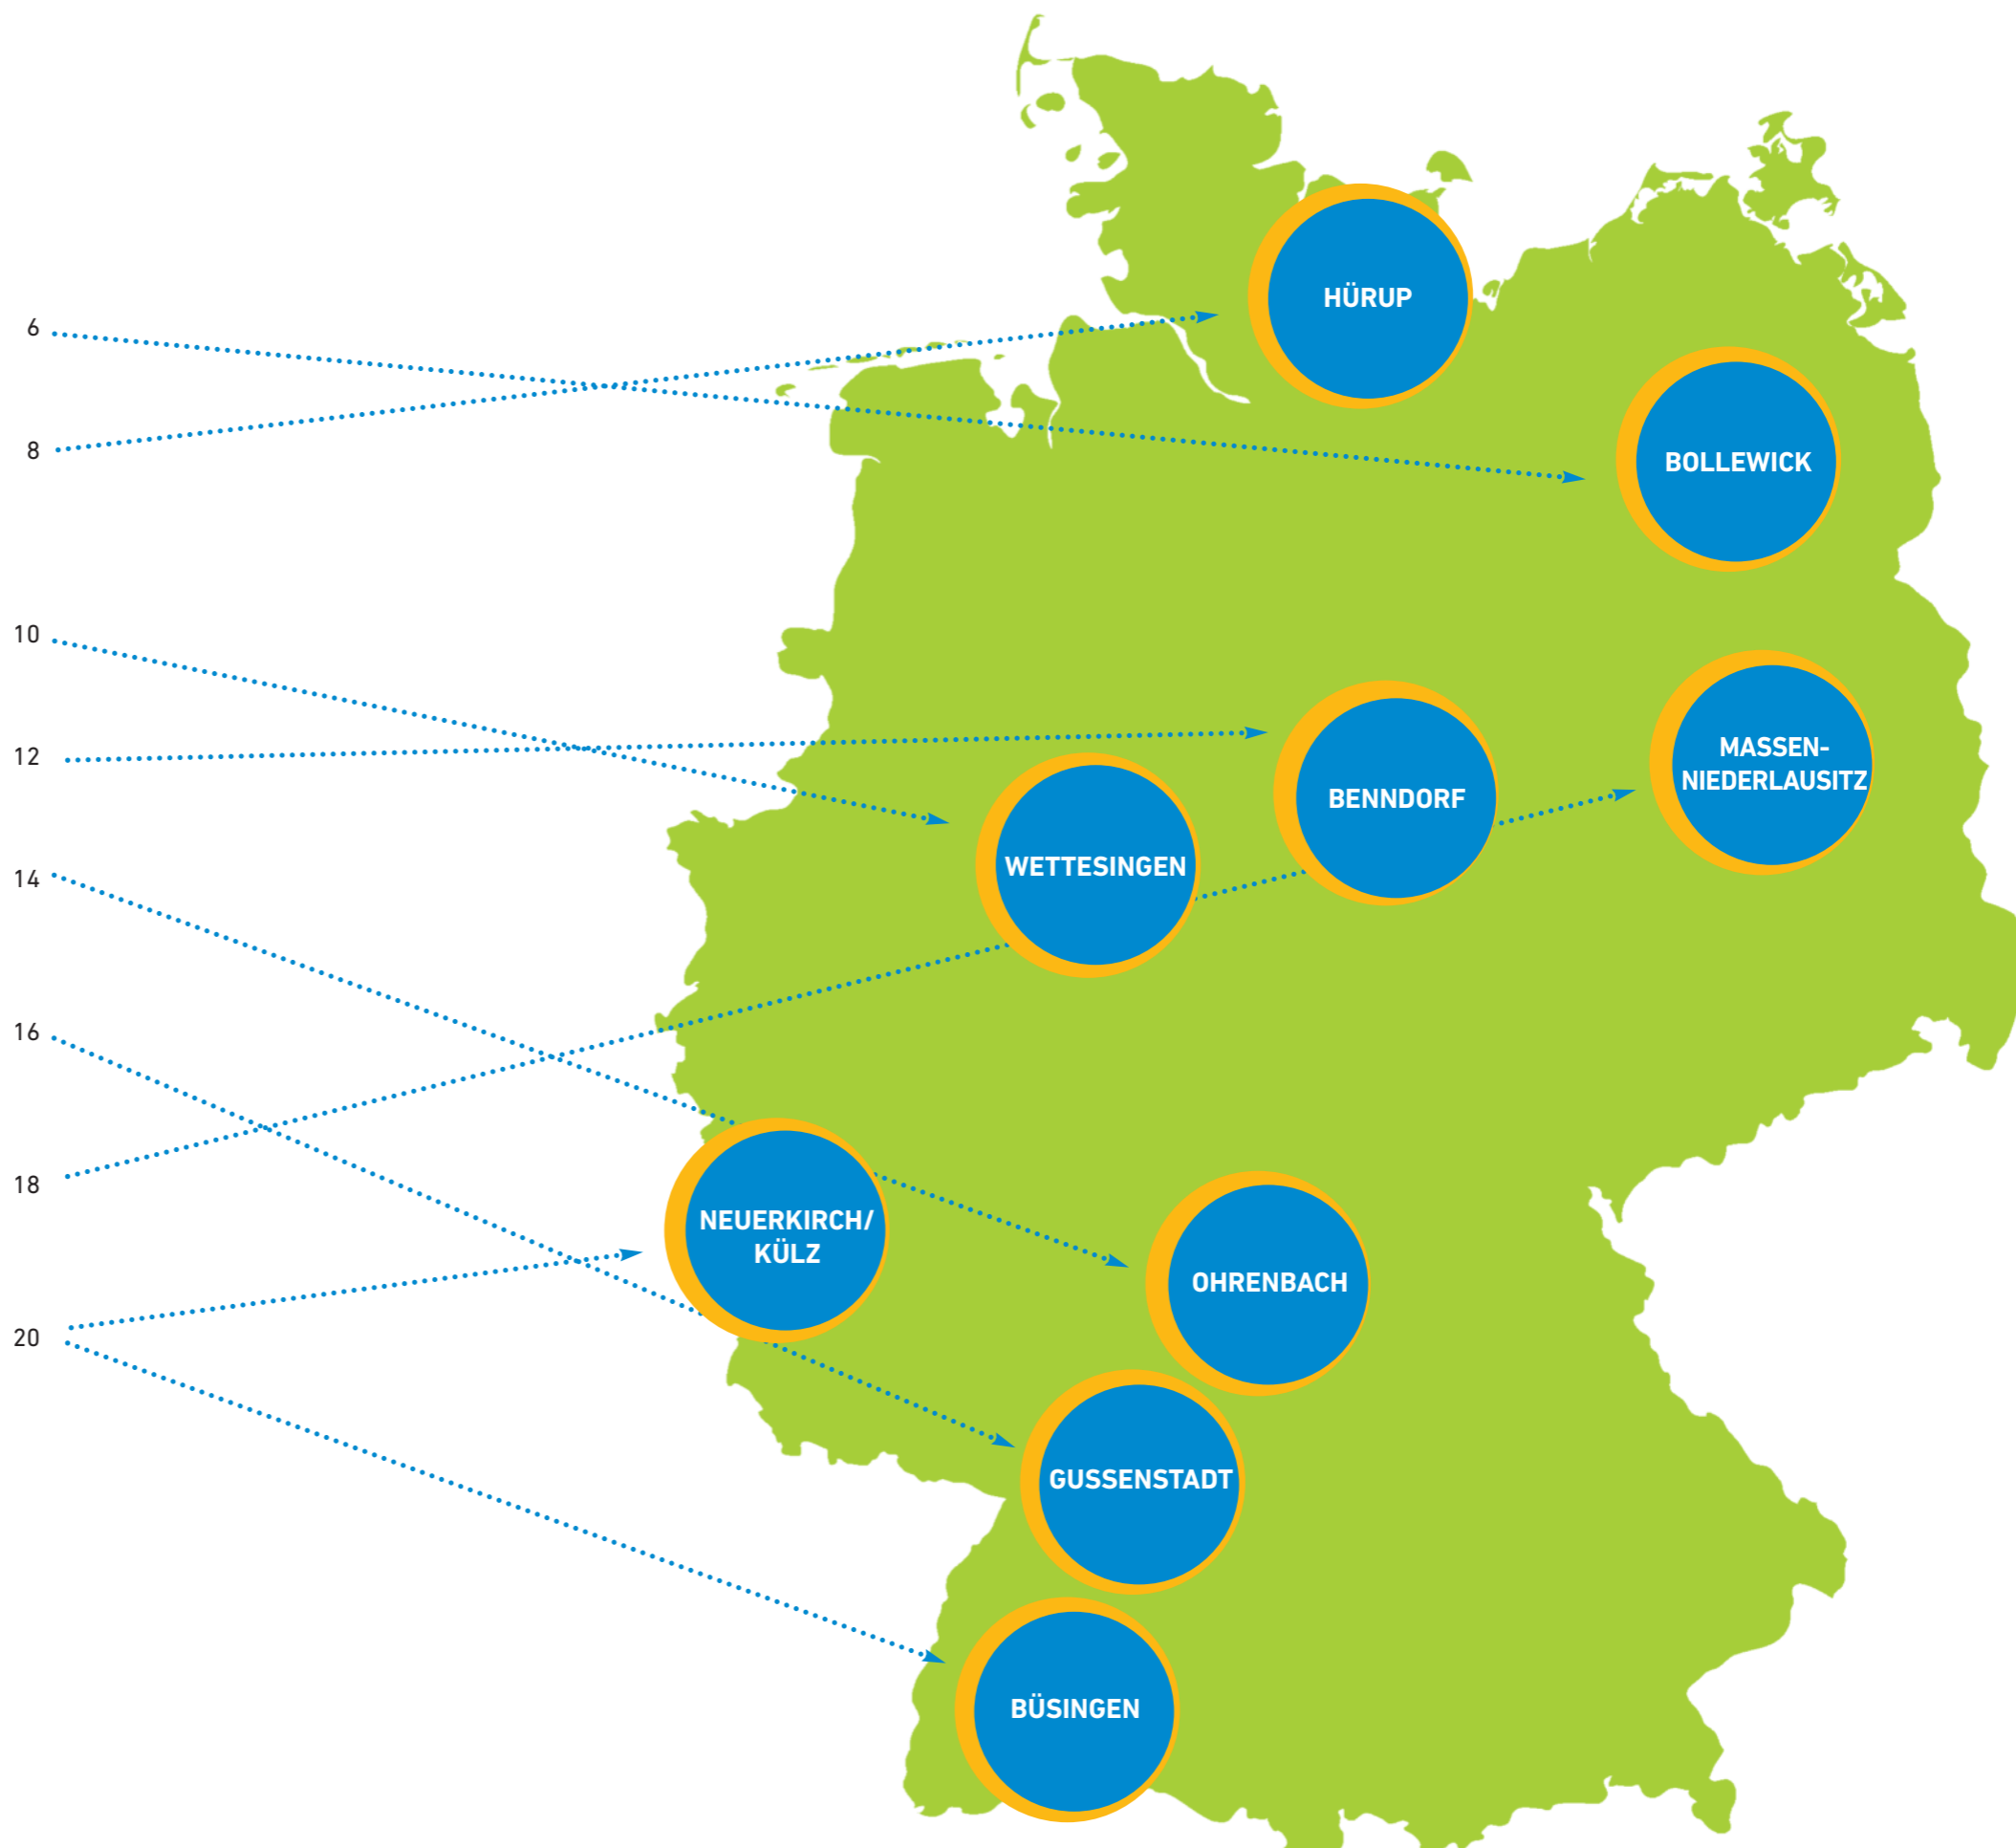 HÜRUP
6
8
BOLLEWICK
10
12
MASSEN-
NIEDERLAUSITZ
BENNDORF
WETTESINGEN
14
16
18
NEUERKIRCH/
KÜLZ
OHRENBACH
20
GUSSENSTADT
BÜSINGEN